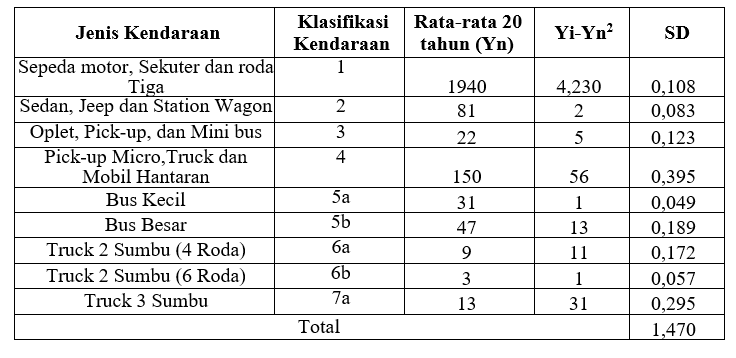 Jenis Kendaraan | Klasifikasi Kendaraan | Rata-rata 20 tahun (Yn) | Yi-Yn² | SD
Sepeda motor, Sekuter dan roda Tiga | 1 | 1940 | 4,230 | 0,108
Sedan, Jeep dan Station Wagon | 2 | 81 | 2 | 0,083
Oplet, Pick-up, dan Mini bus | 3 | 22 | 5 | 0,123
Pick-up Micro,Truck dan Mobil Hantaran | 4 | 150 | 56 | 0,395
Bus Kecil | 5a | 31 | 1 | 0,049
Bus Besar | 5b | 47 | 13 | 0,189
Truck 2 Sumbu (4 Roda) | 6a | 9 | 11 | 0,172
Truck 2 Sumbu (6 Roda) | 6b | 3 | 1 | 0,057
Truck 3 Sumbu | 7a | 13 | 31 | 0,295
Total | 1,470